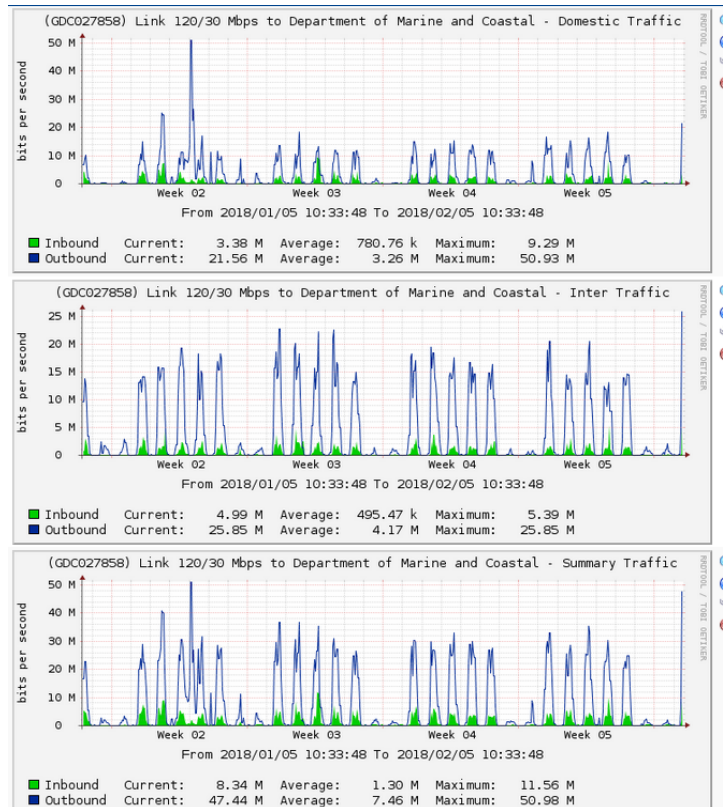 (GDC027858) Link 120/30 Mbps to Department of Marine and Coastal - Domestic Traffic
RRDTOOL / TOBI OETIKER
bits per second
50 M
40 M
30 M
20 M
10 M
0
Week 02 Week 03 Week 04 Week 05
From 2018/01/05 10:33:48 To 2018/02/05 10:33:48
Inbound Current: 3.38 M Average: 780.76 k Maximum: 9.29 M
Outbound Current: 21.56 M Average: 3.26 M Maximum: 50.93 M
(GDC027858) Link 120/30 Mbps to Department of Marine and Coastal - Inter Traffic
RRDTOOL / TOBI OETIKER
bits per second
25 M
20 M
15 M
10 M
5 M
0
Week 02 Week 03 Week 04 Week 05
From 2018/01/05 10:33:48 To 2018/02/05 10:33:48
Inbound Current: 4.99 M Average: 495.47 k Maximum: 5.39 M
Outbound Current: 25.85 M Average: 4.17 M Maximum: 25.85 M
(GDC027858) Link 120/30 Mbps to Department of Marine and Coastal - Summary Traffic
RRDTOOL / TOBI OETIKER
bits per second
50 M
40 M
30 M
20 M
10 M
0
Week 02 Week 03 Week 04 Week 05
From 2018/01/05 10:33:48 To 2018/02/05 10:33:48
Inbound Current: 8.34 M Average: 1.30 M Maximum: 11.56 M
Outbound Current: 47.44 M Average: 7.46 M Maximum: 50.98 M